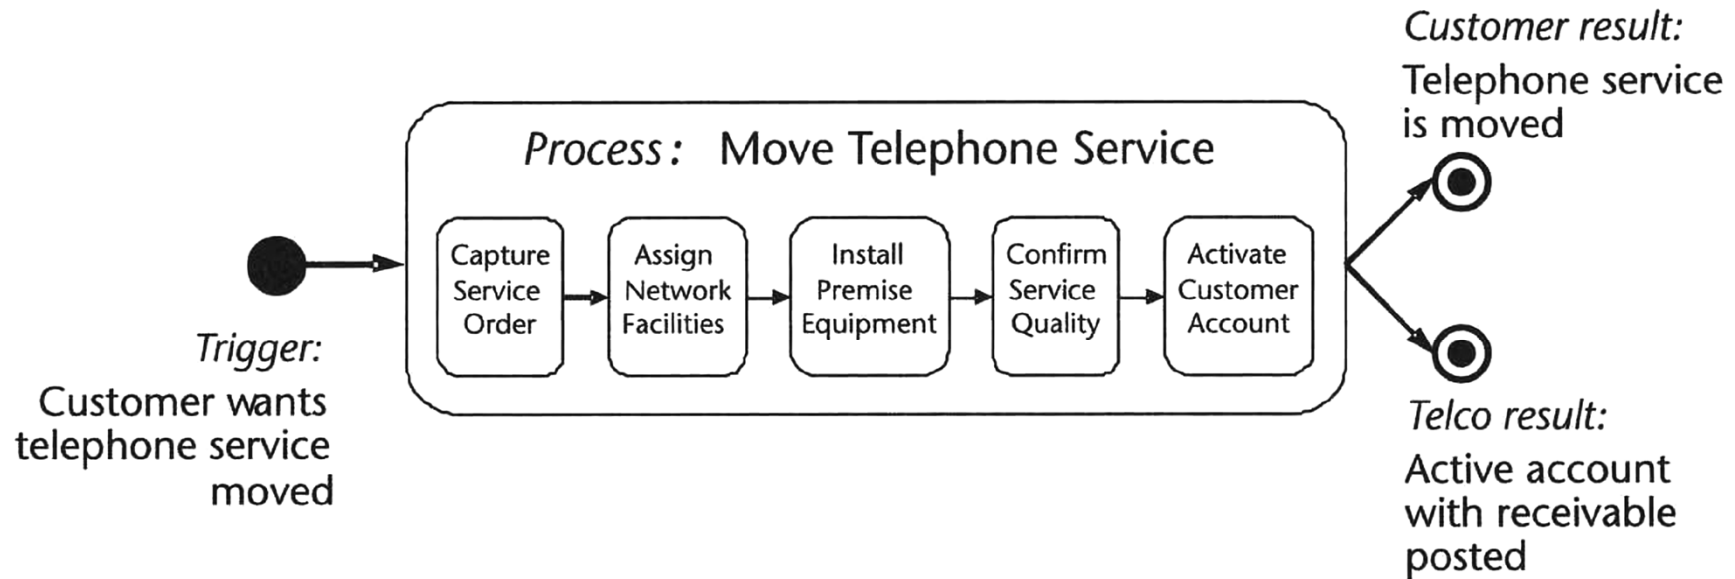 Trigger:
Customer wants
telephone service
moved
Process: Move Telephone Service
Capture
Service
Order
Assign
Network
Facilities
Install
Premise
Equipment
Confirm
Service
Quality
Activate
Customer
Account
Customer result:
Telephone service
is moved
Telco result:
Active account
with receivable
posted